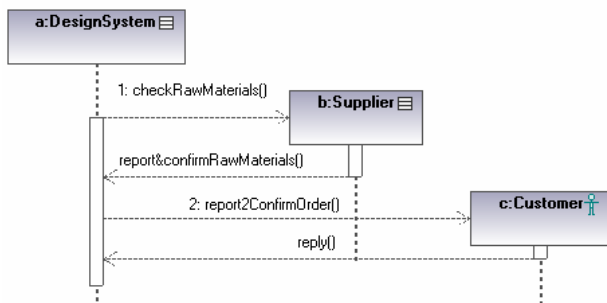 a:DesignSystem
1: checkRawMaterials()
b:Supplier
report&confirmRawMaterials()
2: report2ConfirmOrder()
c:Customer
reply()